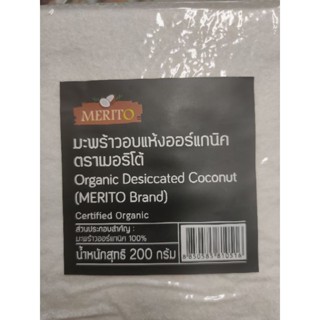 MERITO
มะพร้าวอบแห้งออร์แกนิค
ตราเมอริโต้
Organic Desiccated Coconut
(MERITO Brand)
Certified Organic
ส่วนประกอบสำคัญ :
มะพร้าวออร์แกนิค 100%
น้ำหนักสุทธิ 200 กรัม